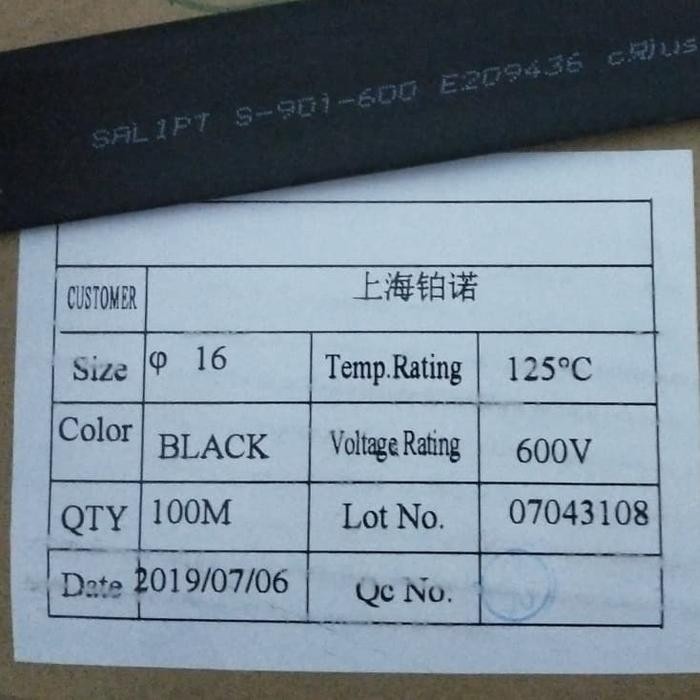 SALIPT S-901-600 E209436 cRUus
CUSTOMER 上海铂诺
Size φ 16 Temp.Rating 125°C
Color BLACK Voltage Rating 600V
QTY 100M Lot No. 07043108
Date 2019/07/06 Qc No.